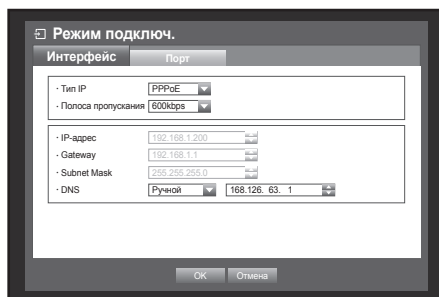 Режим подключ.
Интерфейс Порт
· Тип IP PPPoE
· Полоса пропускания 600kbps
· IP-адрес 192.168.1.200
· Gateway 192.168.1.1
· Subnet Mask 255.255.255.0
· DNS Ручной 168.126. 63. 1
OK Отмена